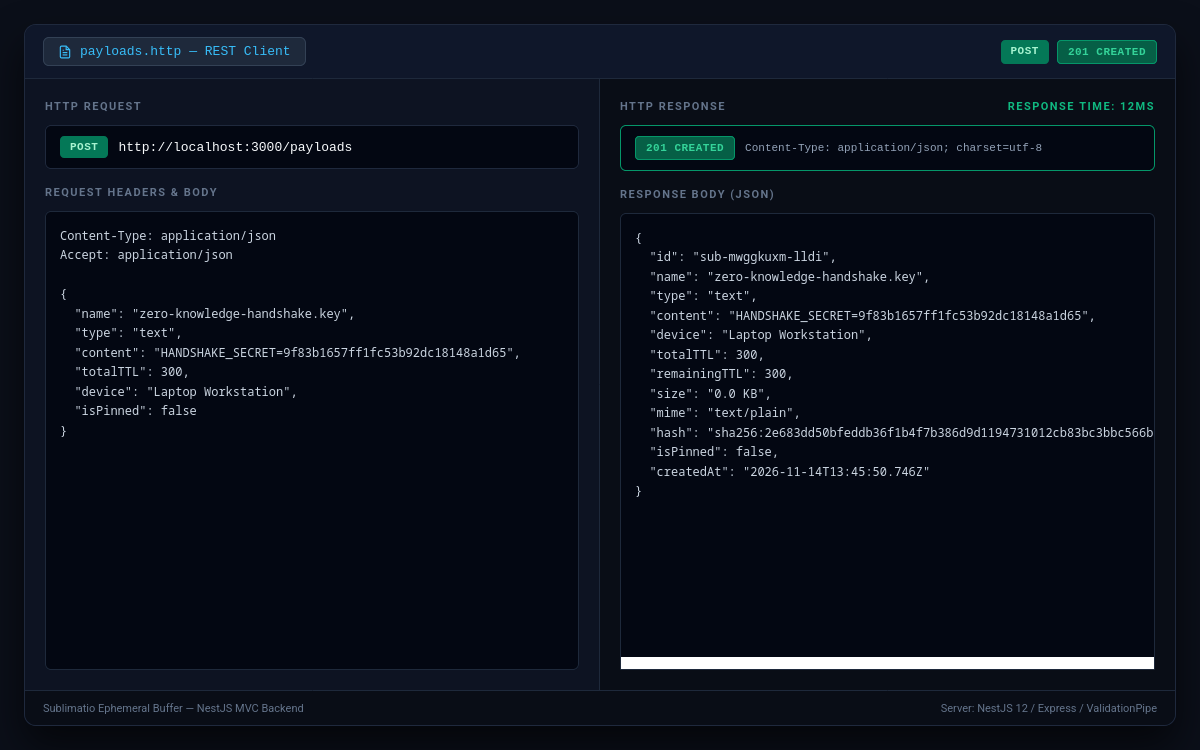 payloads.http — REST Client
POST
201 CREATED
HTTP REQUEST
POST
http://localhost:3000/payloads
REQUEST HEADERS & BODY
Content-Type: application/json
Accept: application/json
{
  "name": "zero-knowledge-handshake.key",
  "type": "text",
  "content": "HANDSHAKE_SECRET=9f83b1657ff1fc53b92dc18148a1d65",
  "totalTTL": 300,
  "device": "Laptop Workstation",
  "isPinned": false
}
HTTP RESPONSE
RESPONSE TIME: 12MS
201 CREATED
Content-Type: application/json; charset=utf-8
RESPONSE BODY (JSON)
{
  "id": "sub-mwggkuxm-lldi",
  "name": "zero-knowledge-handshake.key",
  "type": "text",
  "content": "HANDSHAKE_SECRET=9f83b1657ff1fc53b92dc18148a1d65",
  "device": "Laptop Workstation",
  "totalTTL": 300,
  "remainingTTL": 300,
  "size": "0.0 KB",
  "mime": "text/plain",
  "hash": "sha256:2e683dd50bfeddb36f1b4f7b386d9d1194731012cb83bc3bbc566b
  "isPinned": false,
  "createdAt": "2026-11-14T13:45:50.746Z"
}
Sublimatio Ephemeral Buffer — NestJS MVC Backend
Server: NestJS 12 / Express / ValidationPipe